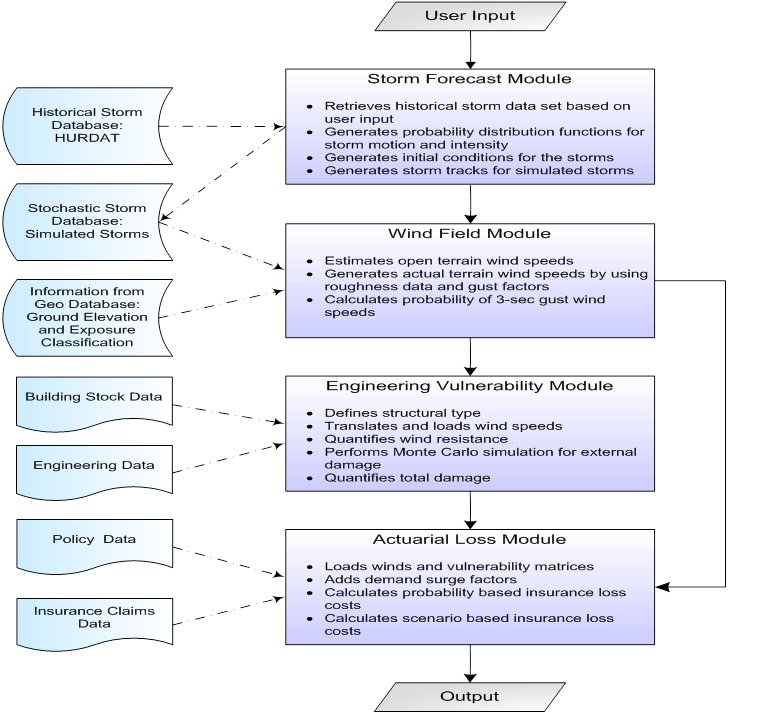 User Input
Storm Forecast Module
• Retrieves historical storm data set based on
user input
• Generates probability distribution functions for
storm motion and intensity
• Generates initial conditions for the storms
• Generates storm tracks for simulated storms
Historical Storm
Database:
HURDAT
Stochastic Storm
Database:
Simulated Storms
Wind Field Module
• Estimates open terrain wind speeds
• Generates actual terrain wind speeds by using
roughness data and gust factors
• Calculates probability of 3-sec gust wind
speeds
Information from
Geo Database:
Ground Elevation
and Exposure
Classification
Engineering Vulnerability Module
• Defines structural type
• Translates and loads wind speeds
• Quantifies wind resistance
• Performs Monte Carlo simulation for external
damage
• Quantifies total damage
Building Stock Data
Engineering Data
Actuarial Loss Module
• Loads winds and vulnerability matrices
• Adds demand surge factors
• Calculates probability based insurance loss
costs
• Calculates scenario based insurance loss
costs
Policy Data
Insurance Claims
Data
Output